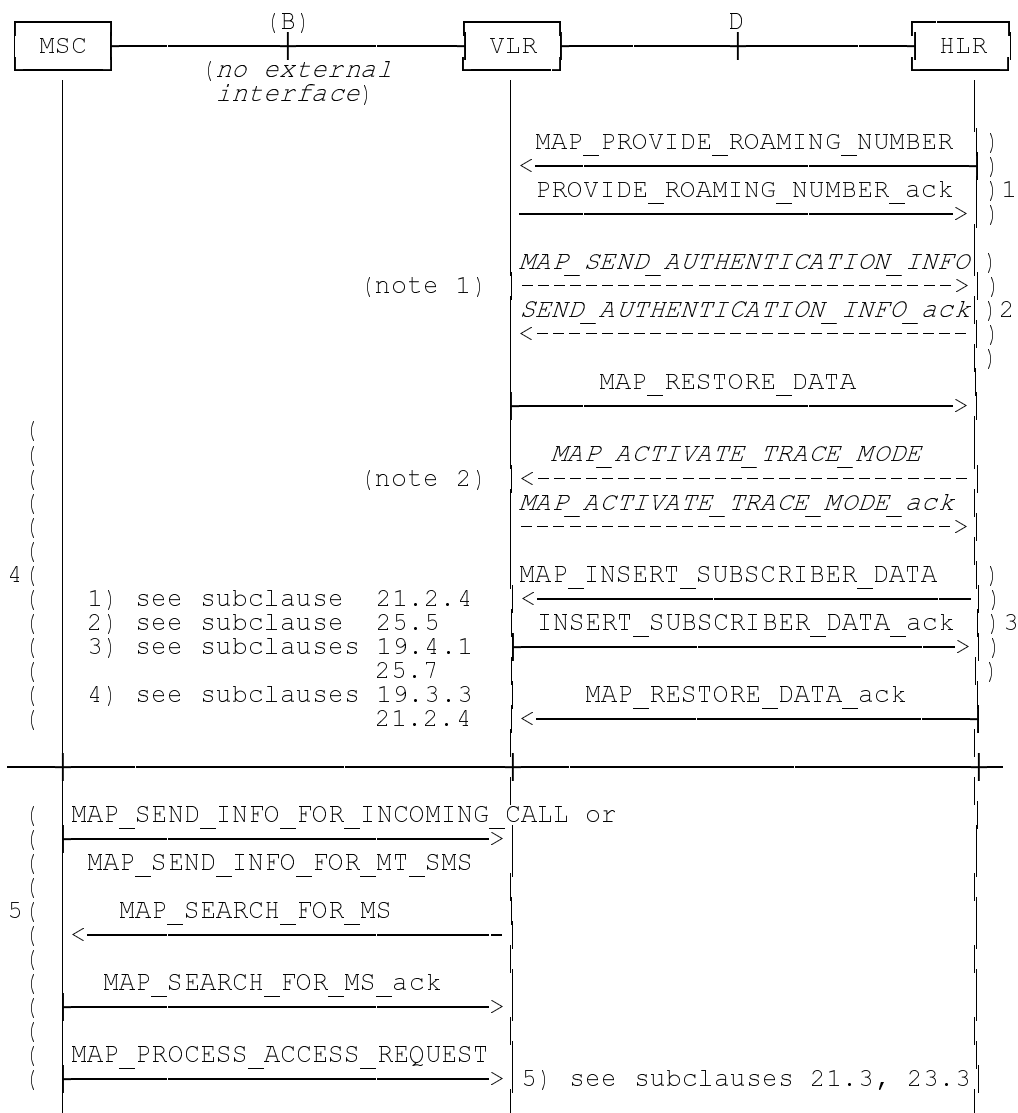 (B) D
MSC VLR HLR
(no external
interface)
MAP_PROVIDE_ROAMING_NUMBER )
< )
PROVIDE_ROAMING_NUMBER_ack )1
> )
MAP_SEND_AUTHENTICATION_INFO )
(note 1) -----------------------------> )
SEND_AUTHENTICATION_INFO_ack )2
<----------------------------- )
)
MAP_RESTORE_DATA
>
(
( MAP_ACTIVATE_TRACE_MODE
( (note 2) <-----------------------------
( MAP_ACTIVATE_TRACE_MODE_ack
( ----------------------------->
(
4( MAP_INSERT_SUBSCRIBER_DATA )
( 1) see subclause 21.2.4 < )
( 2) see subclause 25.5 INSERT_SUBSCRIBER_DATA_ack )3
( 3) see subclauses 19.4.1 > )
( 25.7 )
( 4) see subclauses 19.3.3 MAP_RESTORE_DATA_ack
( 21.2.4 <
( MAP_SEND_INFO_FOR_INCOMING_CALL or
( >
( MAP_SEND_INFO_FOR_MT_SMS
(
5( MAP_SEARCH_FOR_MS
( <
(
( MAP_SEARCH_FOR_MS_ack
( >
(
( MAP_PROCESS_ACCESS_REQUEST
( > 5) see subclauses 21.3, 23.3